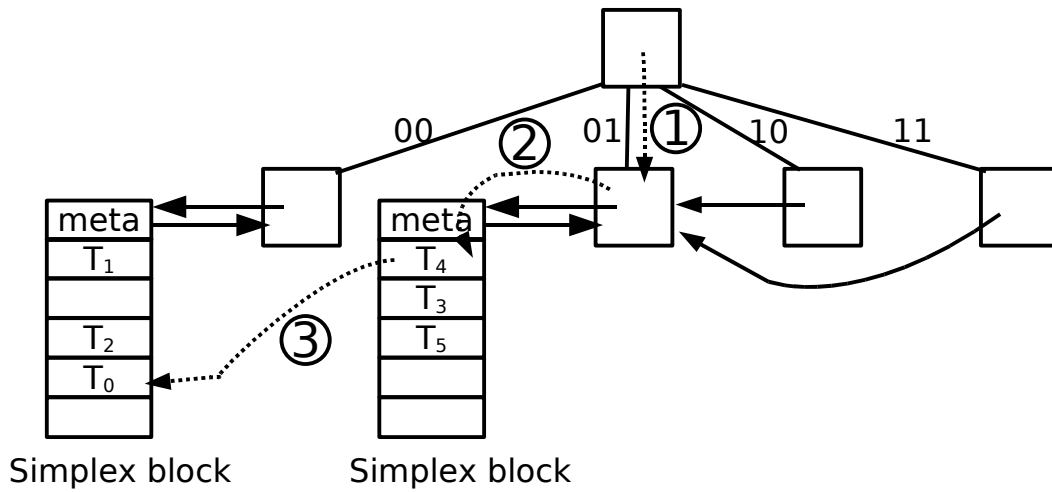 00
②
01
①
10
11
meta
meta
T₁
T₄
T₃
T₂
T₅
③
T₀
Simplex block
Simplex block